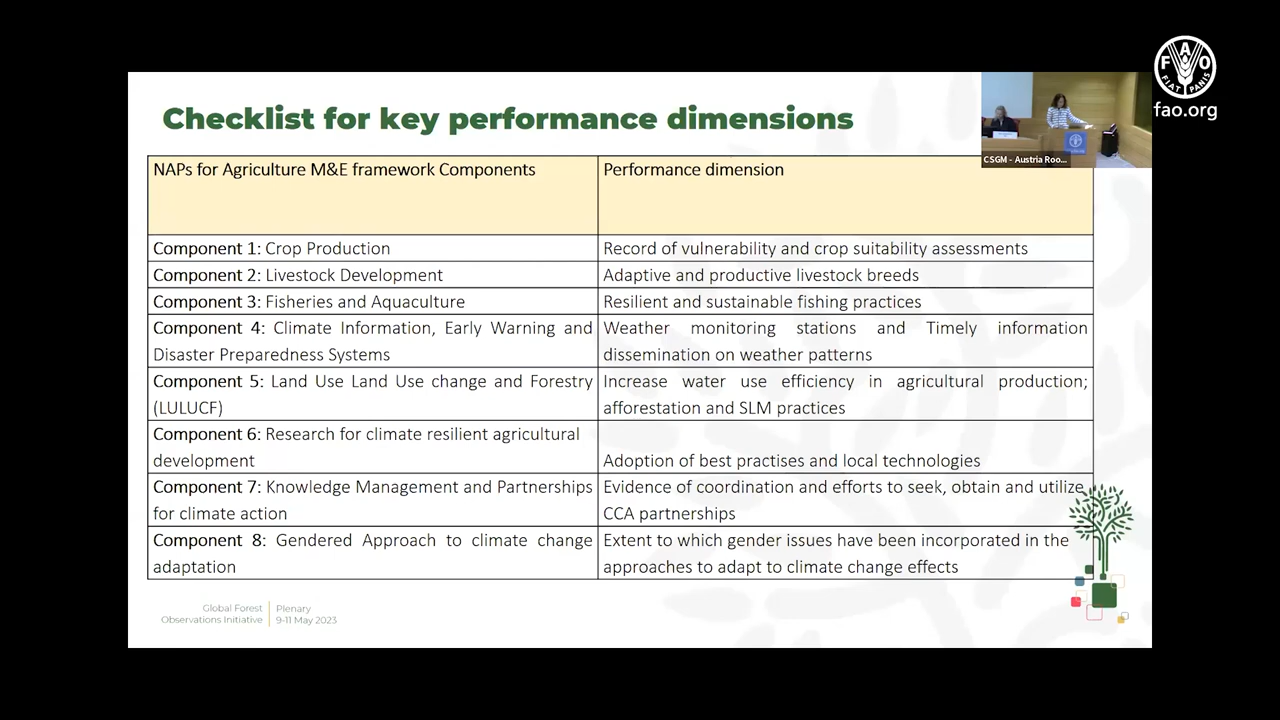 FAO
FIAT PANIS
fao.org
Checklist for key performance dimensions
CSGM - Austria Roo...
NAPs for Agriculture M&E framework Components
Performance dimension
Component 1: Crop Production
Record of vulnerability and crop suitability assessments
Component 2: Livestock Development
Adaptive and productive livestock breeds
Component 3: Fisheries and Aquaculture
Resilient and sustainable fishing practices
Component 4: Climate Information, Early Warning and
Disaster Preparedness Systems
Weather monitoring stations and Timely information
dissemination on weather patterns
Component 5: Land Use Land Use change and Forestry
(LULUCF)
Increase water use efficiency in agricultural production;
afforestation and SLM practices
Component 6: Research for climate resilient agricultural
development
Adoption of best practises and local technologies
Component 7: Knowledge Management and Partnerships
for climate action
Evidence of coordination and efforts to seek, obtain and utilize
CCA partnerships
Component 8: Gendered Approach to climate change
adaptation
Extent to which gender issues have been incorporated in the
approaches to adapt to climate change effects
Global Forest
Observations Initiative
Plenary
9-11 May 2023